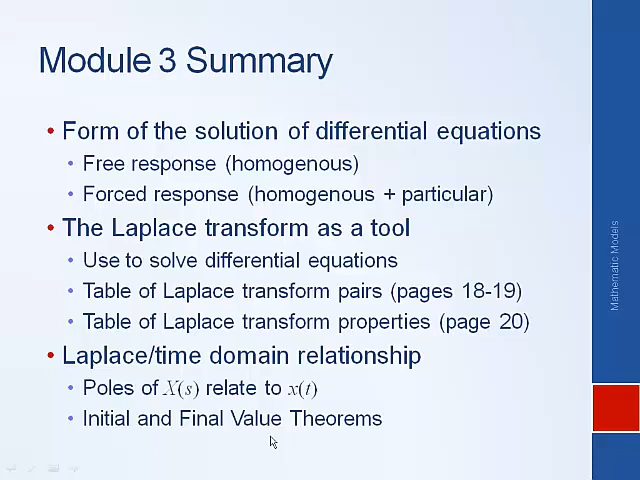 Module 3 Summary
• Form of the solution of differential equations
• Free response (homogenous)
• Forced response (homogenous + particular)
• The Laplace transform as a tool
• Use to solve differential equations
• Table of Laplace transform pairs (pages 18-19)
• Table of Laplace transform properties (page 20)
• Laplace/time domain relationship
• Poles of X(s) relate to x(t)
• Initial and Final Value Theorems
Mathematic Models